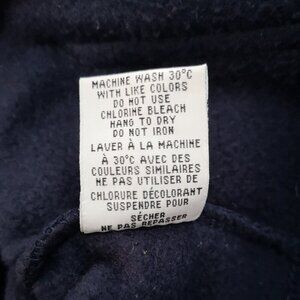 MACHINE WASH 30°C
WITH LIKE COLORS
DO NOT USE
CHLORINE BLEACH
HANG TO DRY
DO NOT IRON
LAVER À LA MACHINE
À 30°C AVEC DES
COULEURS SIMILAIRES
NE PAS UTILISER DE
CHLORURE DÉCOLORANT
SUSPENDRE POUR
SÉCHER
NE PAS REPASSER